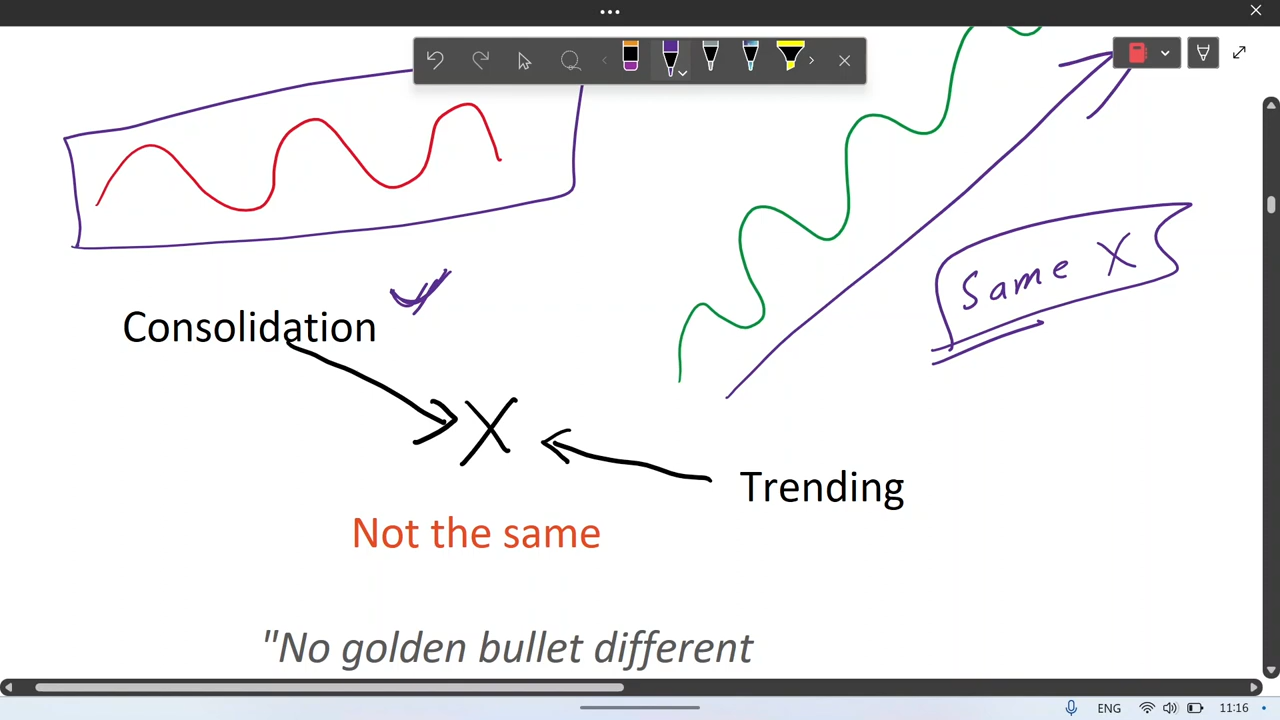 Same X
Consolidation
X
Trending
Not the same
"No golden bullet different
ENG
11:16